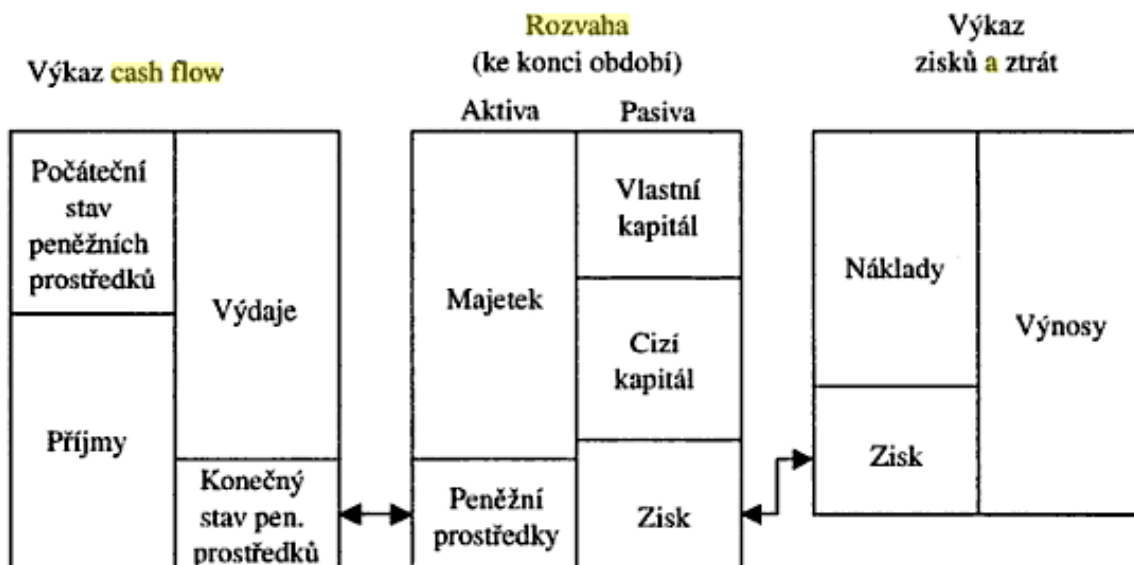 Výkaz cash flow
Počáteční
stav
peněžních
prostředků
Příjmy
Výdaje
Konečný
stav pen.
prostředků
Rozvaha
(ke konci období)
Aktiva
Pasiva
Majetek
Peněžní
prostředky
Vlastní
kapitál
Cizí
kapitál
Zisk
Výkaz
zisků a ztrát
Náklady
Zisk
Výnosy